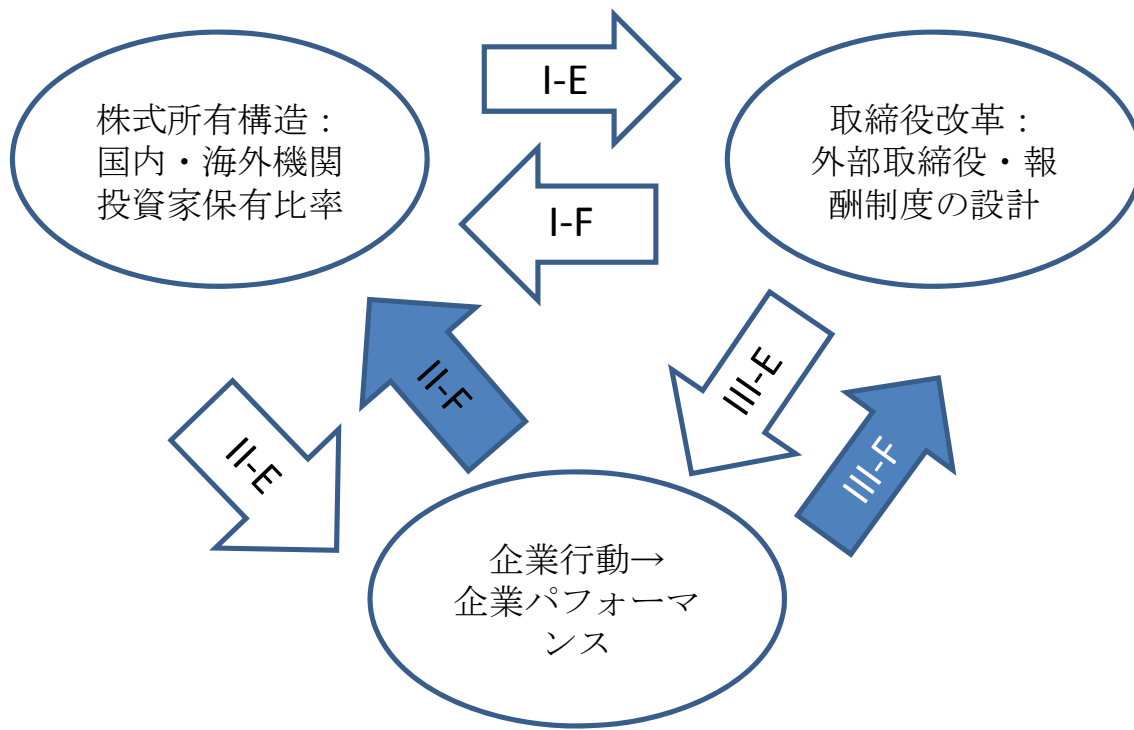 I-E
株式所有構造：
国内・海外機関
投資家保有比率
取締役改革：
外部取締役・報
酬制度の設計
I-F
II-F
III-E
II-E
III-F
企業行動→
企業パフォーマ
ンス